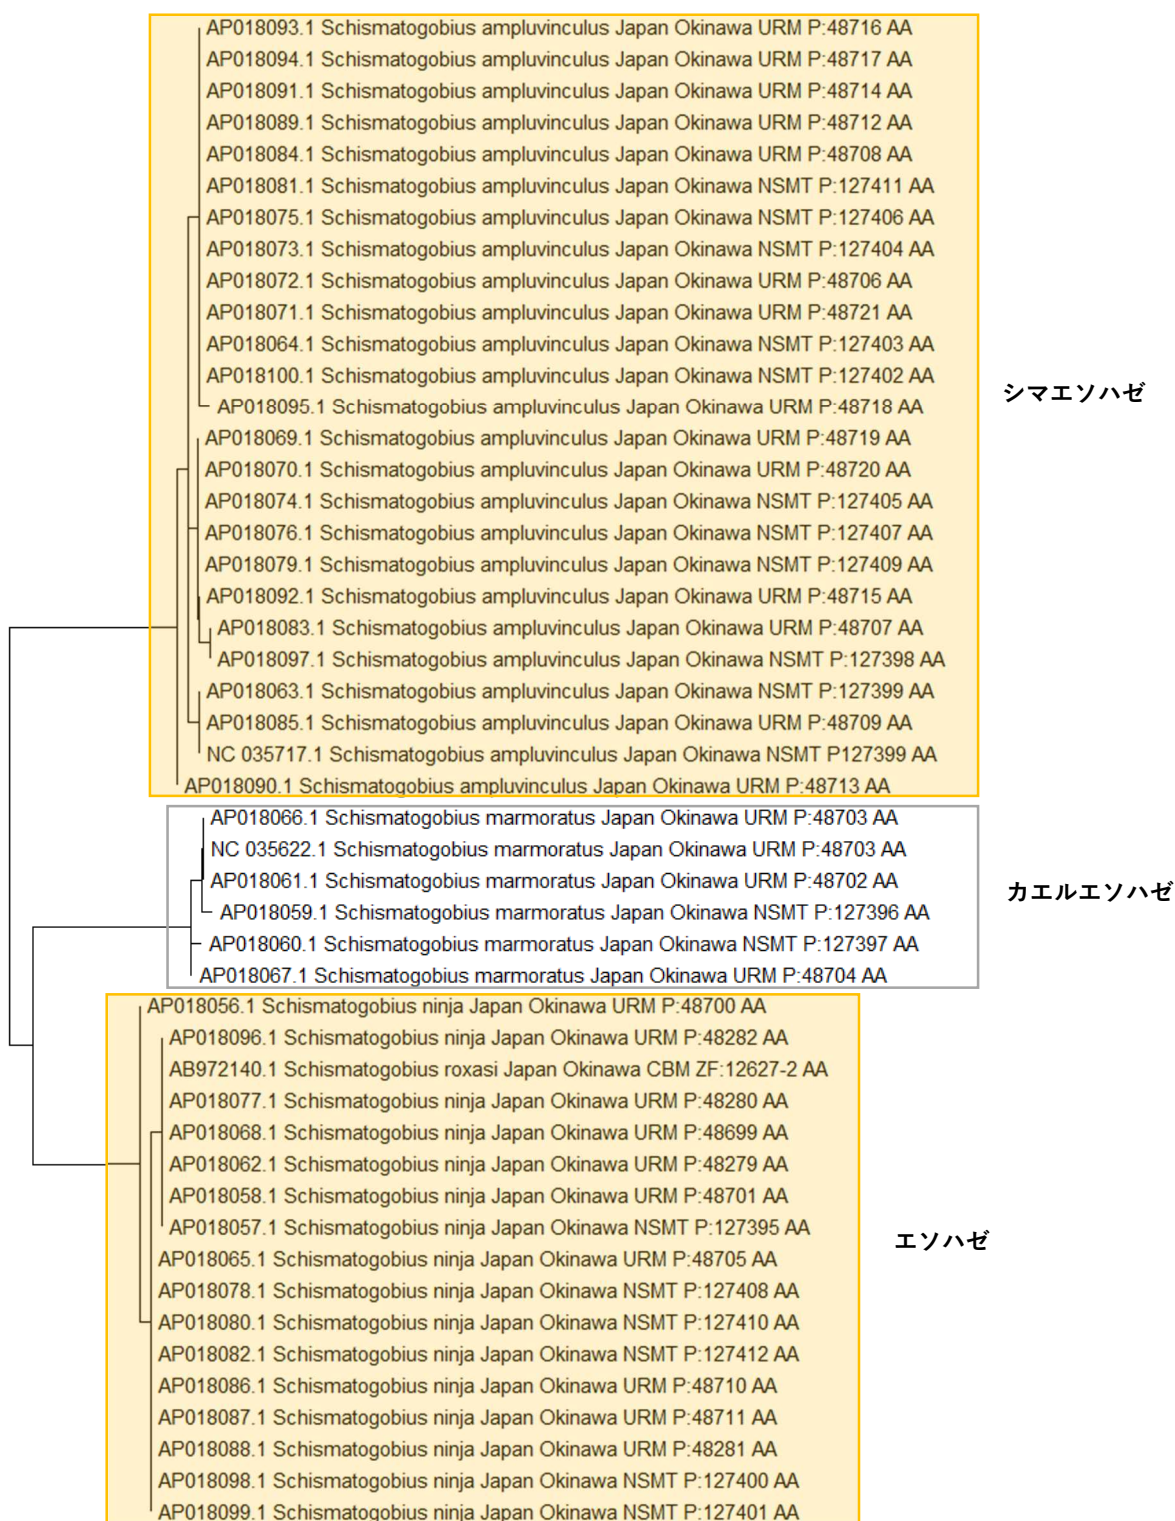 AP018093.1 Schismatogobius ampluvinculus Japan Okinawa URM P:48716 AA
AP018094.1 Schismatogobius ampluvinculus Japan Okinawa URM P:48717 AA
AP018091.1 Schismatogobius ampluvinculus Japan Okinawa URM P:48714 AA
AP018089.1 Schismatogobius ampluvinculus Japan Okinawa URM P:48712 AA
AP018084.1 Schismatogobius ampluvinculus Japan Okinawa URM P:48708 AA
AP018081.1 Schismatogobius ampluvinculus Japan Okinawa NSMT P:127411 AA
AP018075.1 Schismatogobius ampluvinculus Japan Okinawa NSMT P:127406 AA
AP018073.1 Schismatogobius ampluvinculus Japan Okinawa NSMT P:127404 AA
AP018072.1 Schismatogobius ampluvinculus Japan Okinawa URM P:48706 AA
AP018071.1 Schismatogobius ampluvinculus Japan Okinawa URM P:48721 AA
AP018064.1 Schismatogobius ampluvinculus Japan Okinawa NSMT P:127403 AA
AP018100.1 Schismatogobius ampluvinculus Japan Okinawa NSMT P:127402 AA
AP018095.1 Schismatogobius ampluvinculus Japan Okinawa URM P:48718 AA
AP018069.1 Schismatogobius ampluvinculus Japan Okinawa URM P:48719 AA
AP018070.1 Schismatogobius ampluvinculus Japan Okinawa URM P:48720 AA
AP018074.1 Schismatogobius ampluvinculus Japan Okinawa NSMT P:127405 AA
AP018076.1 Schismatogobius ampluvinculus Japan Okinawa NSMT P:127407 AA
AP018079.1 Schismatogobius ampluvinculus Japan Okinawa NSMT P:127409 AA
AP018092.1 Schismatogobius ampluvinculus Japan Okinawa URM P:48715 AA
AP018083.1 Schismatogobius ampluvinculus Japan Okinawa URM P:48707 AA
AP018097.1 Schismatogobius ampluvinculus Japan Okinawa NSMT P:127398 AA
AP018063.1 Schismatogobius ampluvinculus Japan Okinawa NSMT P:127399 AA
AP018085.1 Schismatogobius ampluvinculus Japan Okinawa URM P:48709 AA
NC 035717.1 Schismatogobius ampluvinculus Japan Okinawa NSMT P127399 AA
AP018090.1 Schismatogobius ampluvinculus Japan Okinawa URM P:48713 AA
シマエソハゼ
AP018066.1 Schismatogobius marmoratus Japan Okinawa URM P:48703 AA
NC 035622.1 Schismatogobius marmoratus Japan Okinawa URM P:48703 AA
AP018061.1 Schismatogobius marmoratus Japan Okinawa URM P:48702 AA
AP018059.1 Schismatogobius marmoratus Japan Okinawa NSMT P:127396 AA
AP018060.1 Schismatogobius marmoratus Japan Okinawa NSMT P:127397 AA
AP018067.1 Schismatogobius marmoratus Japan Okinawa URM P:48704 AA
カエルエソハゼ
AP018056.1 Schismatogobius ninja Japan Okinawa URM P:48700 AA
AP018096.1 Schismatogobius ninja Japan Okinawa URM P:48282 AA
AB972140.1 Schismatogobius roxasi Japan Okinawa CBM ZF:12627-2 AA
AP018077.1 Schismatogobius ninja Japan Okinawa URM P:48280 AA
AP018068.1 Schismatogobius ninja Japan Okinawa URM P:48699 AA
AP018062.1 Schismatogobius ninja Japan Okinawa URM P:48279 AA
AP018058.1 Schismatogobius ninja Japan Okinawa URM P:48701 AA
AP018057.1 Schismatogobius ninja Japan Okinawa NSMT P:127395 AA
AP018065.1 Schismatogobius ninja Japan Okinawa URM P:48705 AA
AP018078.1 Schismatogobius ninja Japan Okinawa NSMT P:127408 AA
AP018080.1 Schismatogobius ninja Japan Okinawa NSMT P:127410 AA
AP018082.1 Schismatogobius ninja Japan Okinawa NSMT P:127412 AA
AP018086.1 Schismatogobius ninja Japan Okinawa URM P:48710 AA
AP018087.1 Schismatogobius ninja Japan Okinawa URM P:48711 AA
AP018088.1 Schismatogobius ninja Japan Okinawa URM P:48281 AA
AP018098.1 Schismatogobius ninja Japan Okinawa NSMT P:127400 AA
AP018099.1 Schismatogobius ninja Japan Okinawa NSMT P:127401 AA
エソハゼ